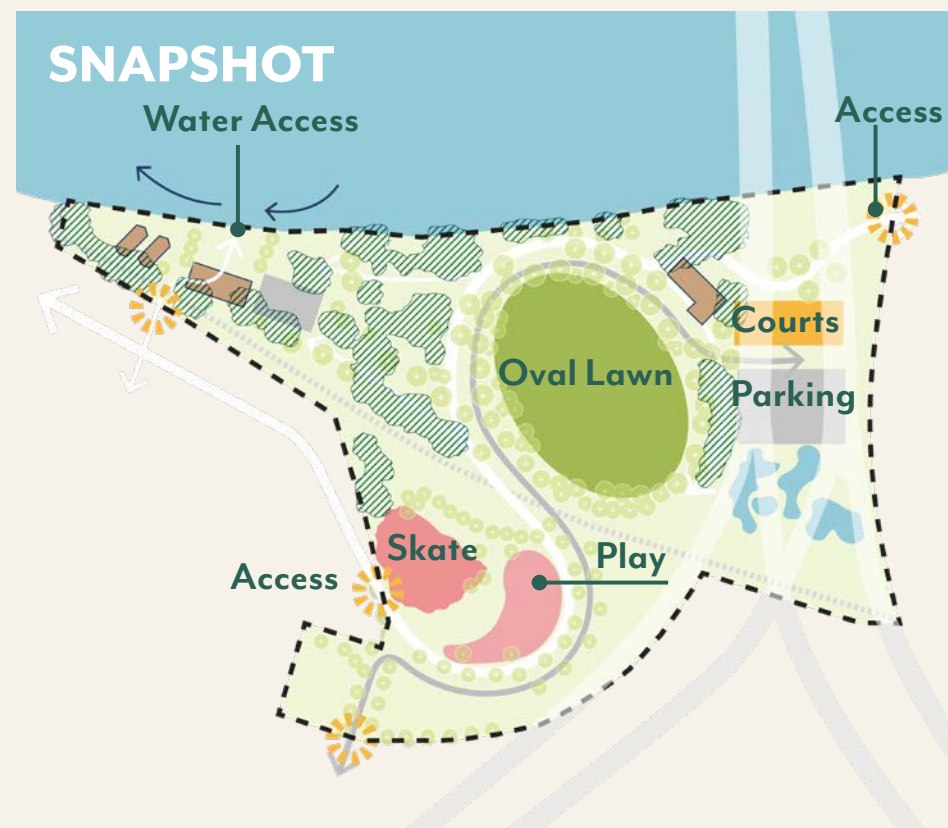 SNAPSHOT
Water Access
Access
Courts
Oval Lawn
Parking
Skate
Play
Access